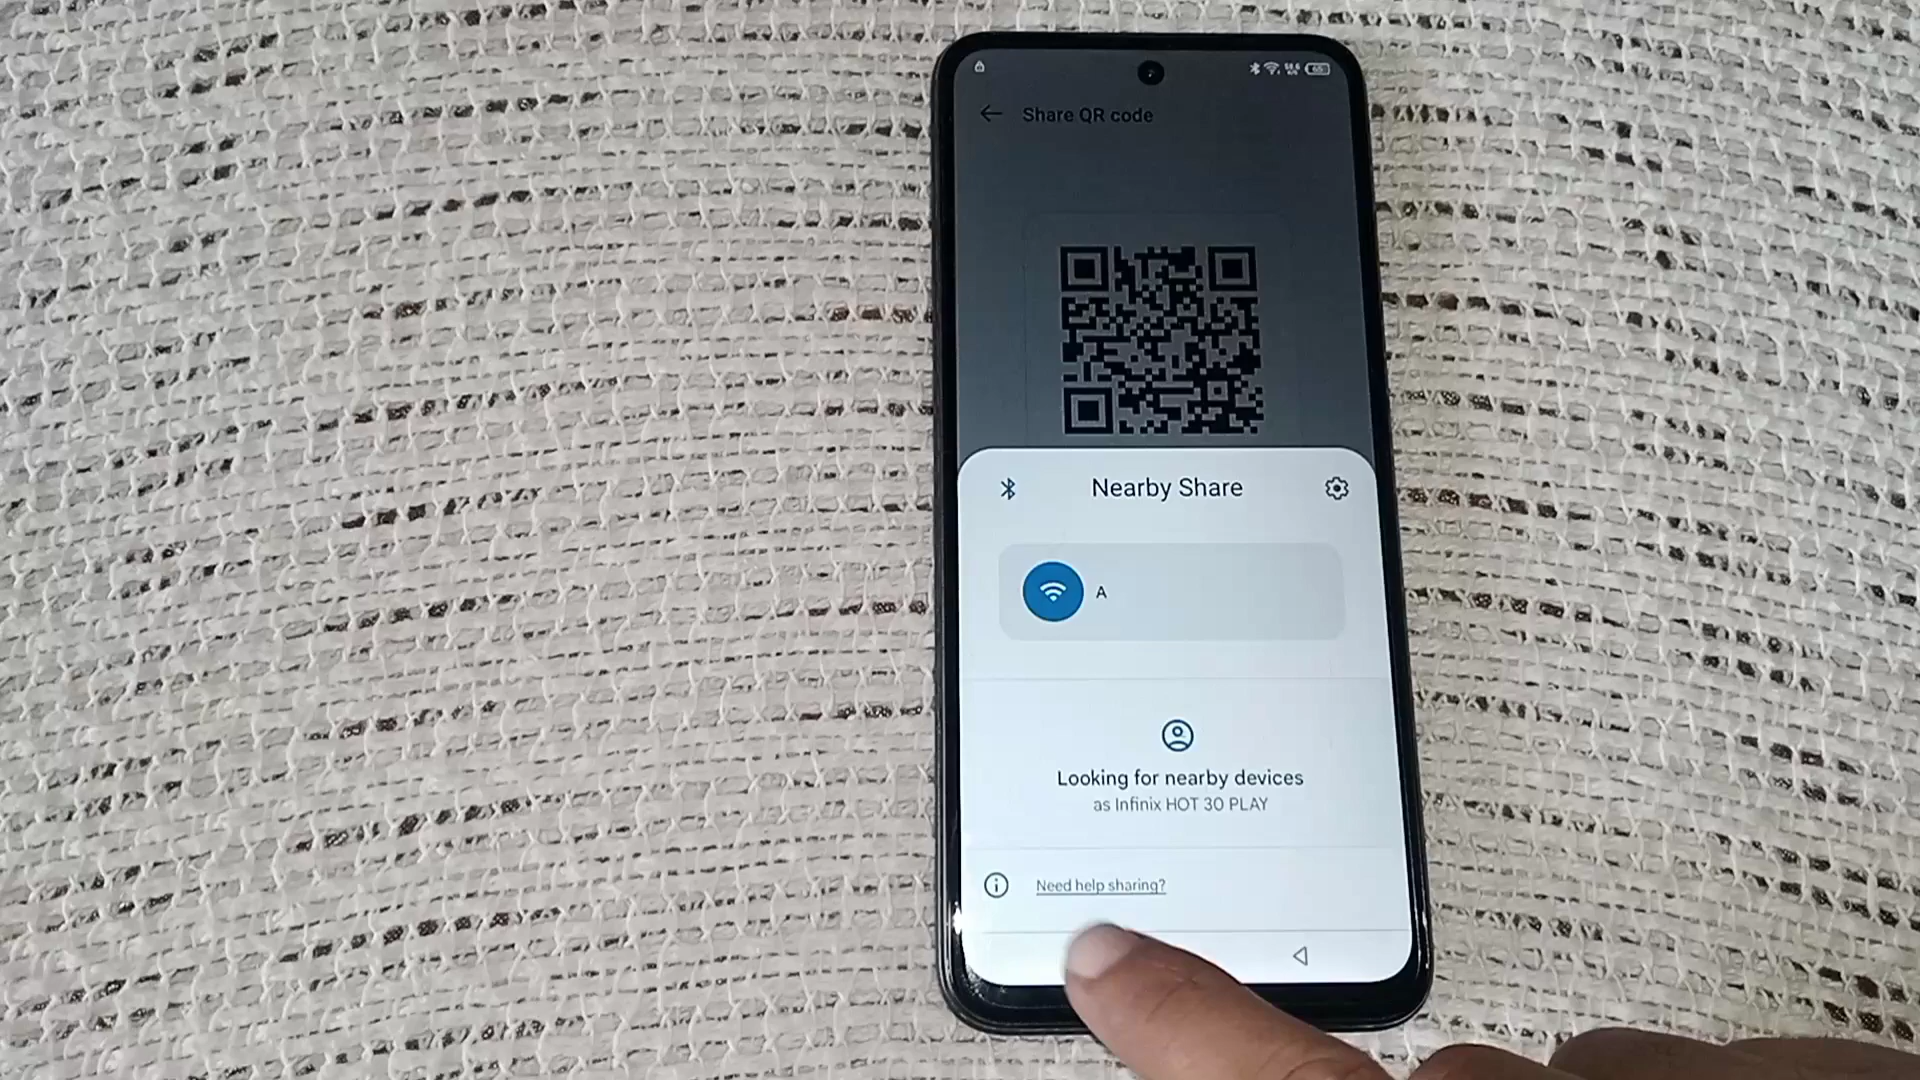 Share QR code
Nearby Share
A
Looking for nearby devices
as Infinix HOT 30 PLAY
Need help sharing?